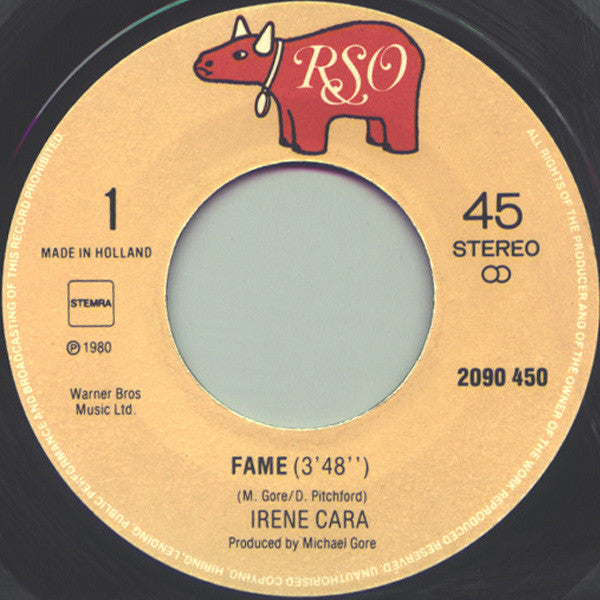 RSO
1
MADE IN HOLLAND
STEMRA
℗ 1980
Warner Bros
Music Ltd.
45
STEREO
2090 450
FAME (3'48'')
(M. Gore/D. Pitchford)
IRENE CARA
Produced by Michael Gore
ALL RIGHTS OF THE PRODUCER AND OF THE OWNER OF THE WORK REPRODUCED RESERVED. UNAUTHORISED COPYING, HIRING, LENDING, PUBLIC PERFORMANCE AND BROADCASTING OF THIS RECORD PROHIBITED.